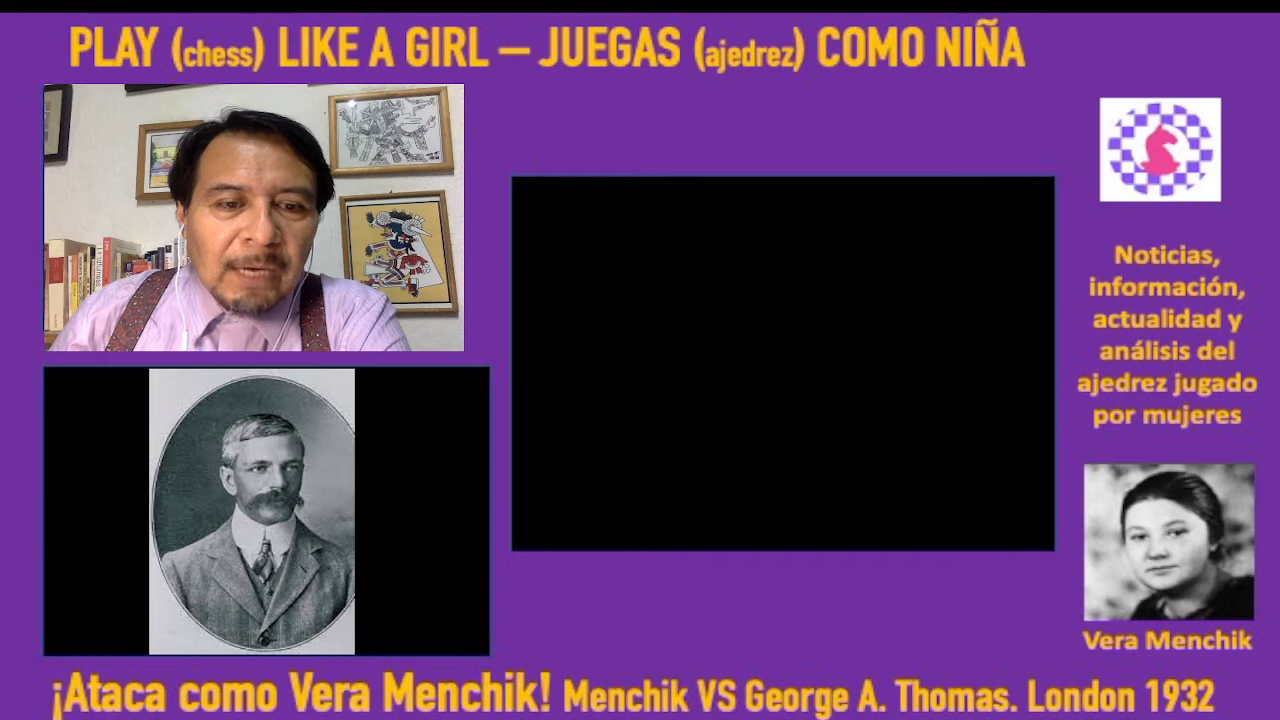 PLAY (chess) LIKE A GIRL – JUEGAS (ajedrez) COMO NIÑA
Noticias,
información,
actualidad y
análisis del
ajedrez jugado
por mujeres
Vera Menchik
¡Ataca como Vera Menchik! Menchik VS George A. Thomas. London 1932